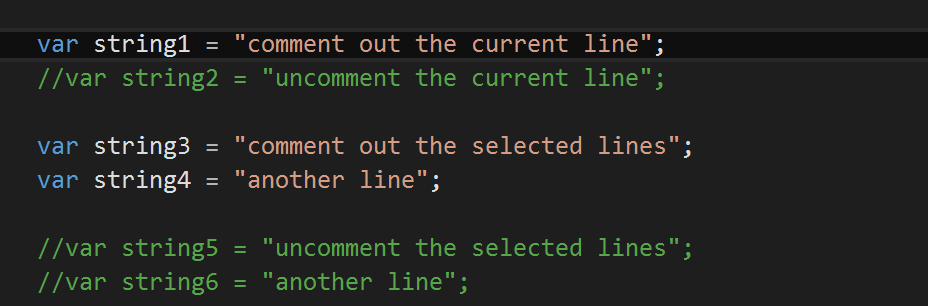 var string1 = "comment out the current line";
//var string2 = "uncomment the current line";
var string3 = "comment out the selected lines";
var string4 = "another line";
//var string5 = "uncomment the selected lines";
//var string6 = "another line";